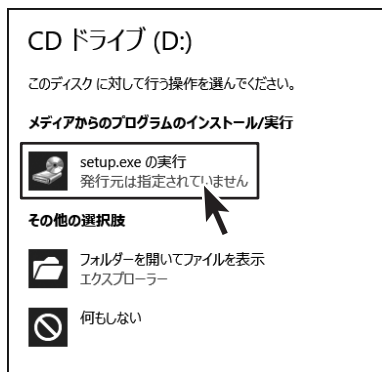 CD ドライブ (D:)
このディスク に対して行う操作を選んでください。
メディアからのプログラムのインストール/実行
setup.exe の実行
発行元は指定されていません
その他の選択肢
フォルダーを開いてファイルを表示
エクスプローラー
何もしない